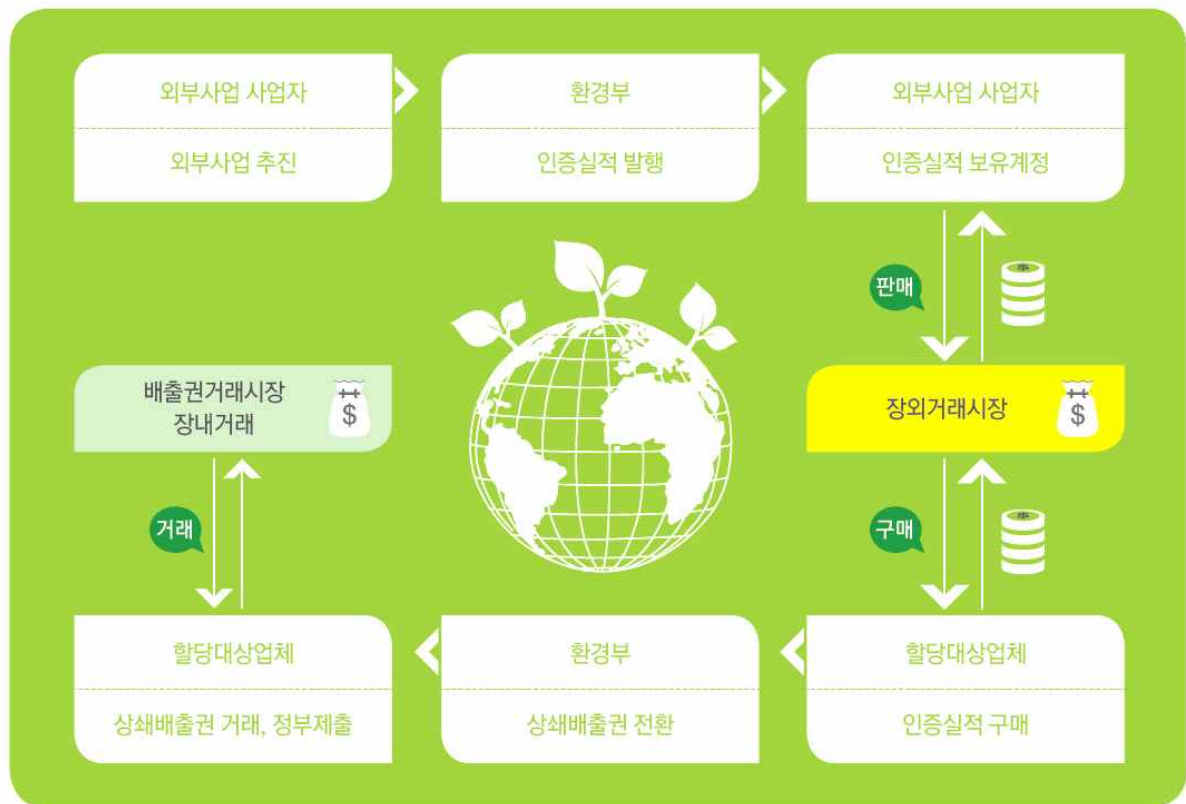 외부사업 사업자
외부사업 추진
환경부
인증실적 발행
외부사업 사업자
인증실적 보유계정
판매
배출권거래시장
장내거래
$
장외거래시장
$
거래
구매
할당대상업체
상쇄배출권 거래, 정부제출
환경부
상쇄배출권 전환
할당대상업체
인증실적 구매